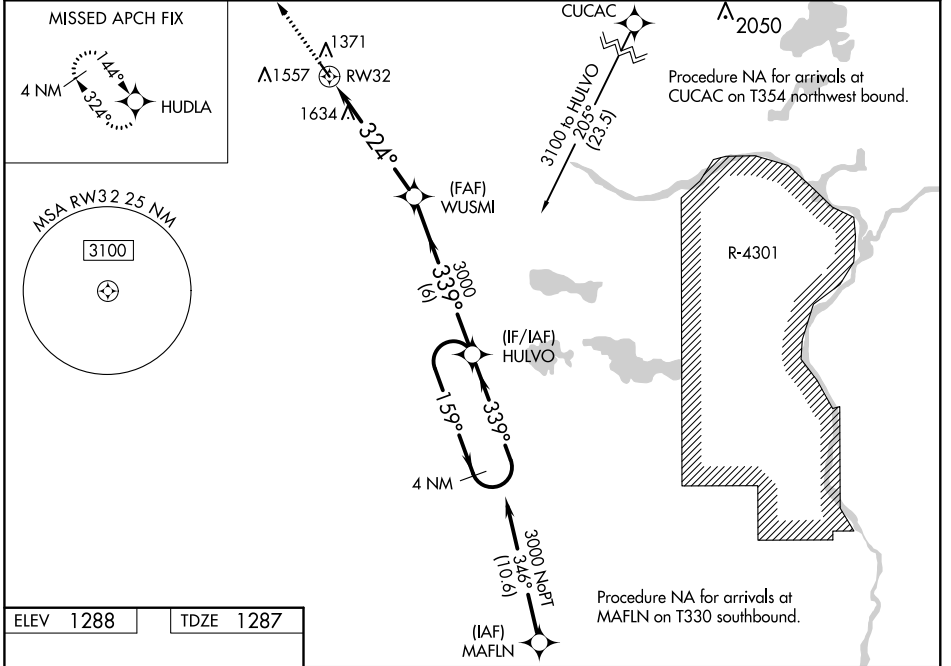 MISSED APCH FIX
144°
4 NM
324°
HUDLA
MSA RW32 25 NM
3100
1371
1557
RW32
1634
324°
(FAF)
WUSMI
3000
339°
(6)
(IF/IAF)
HULVO
159°
339°
4 NM
3000 NoPT
346°
(10.6)
(IAF)
MAFLN
CUCAC
3100 to HULVO
205°
(23.5)
2050
Procedure NA for arrivals at
CUCAC on T354 northwest bound.
R-4301
Procedure NA for arrivals at
MAFLN on T330 southbound.
ELEV 1288
TDZE 1287